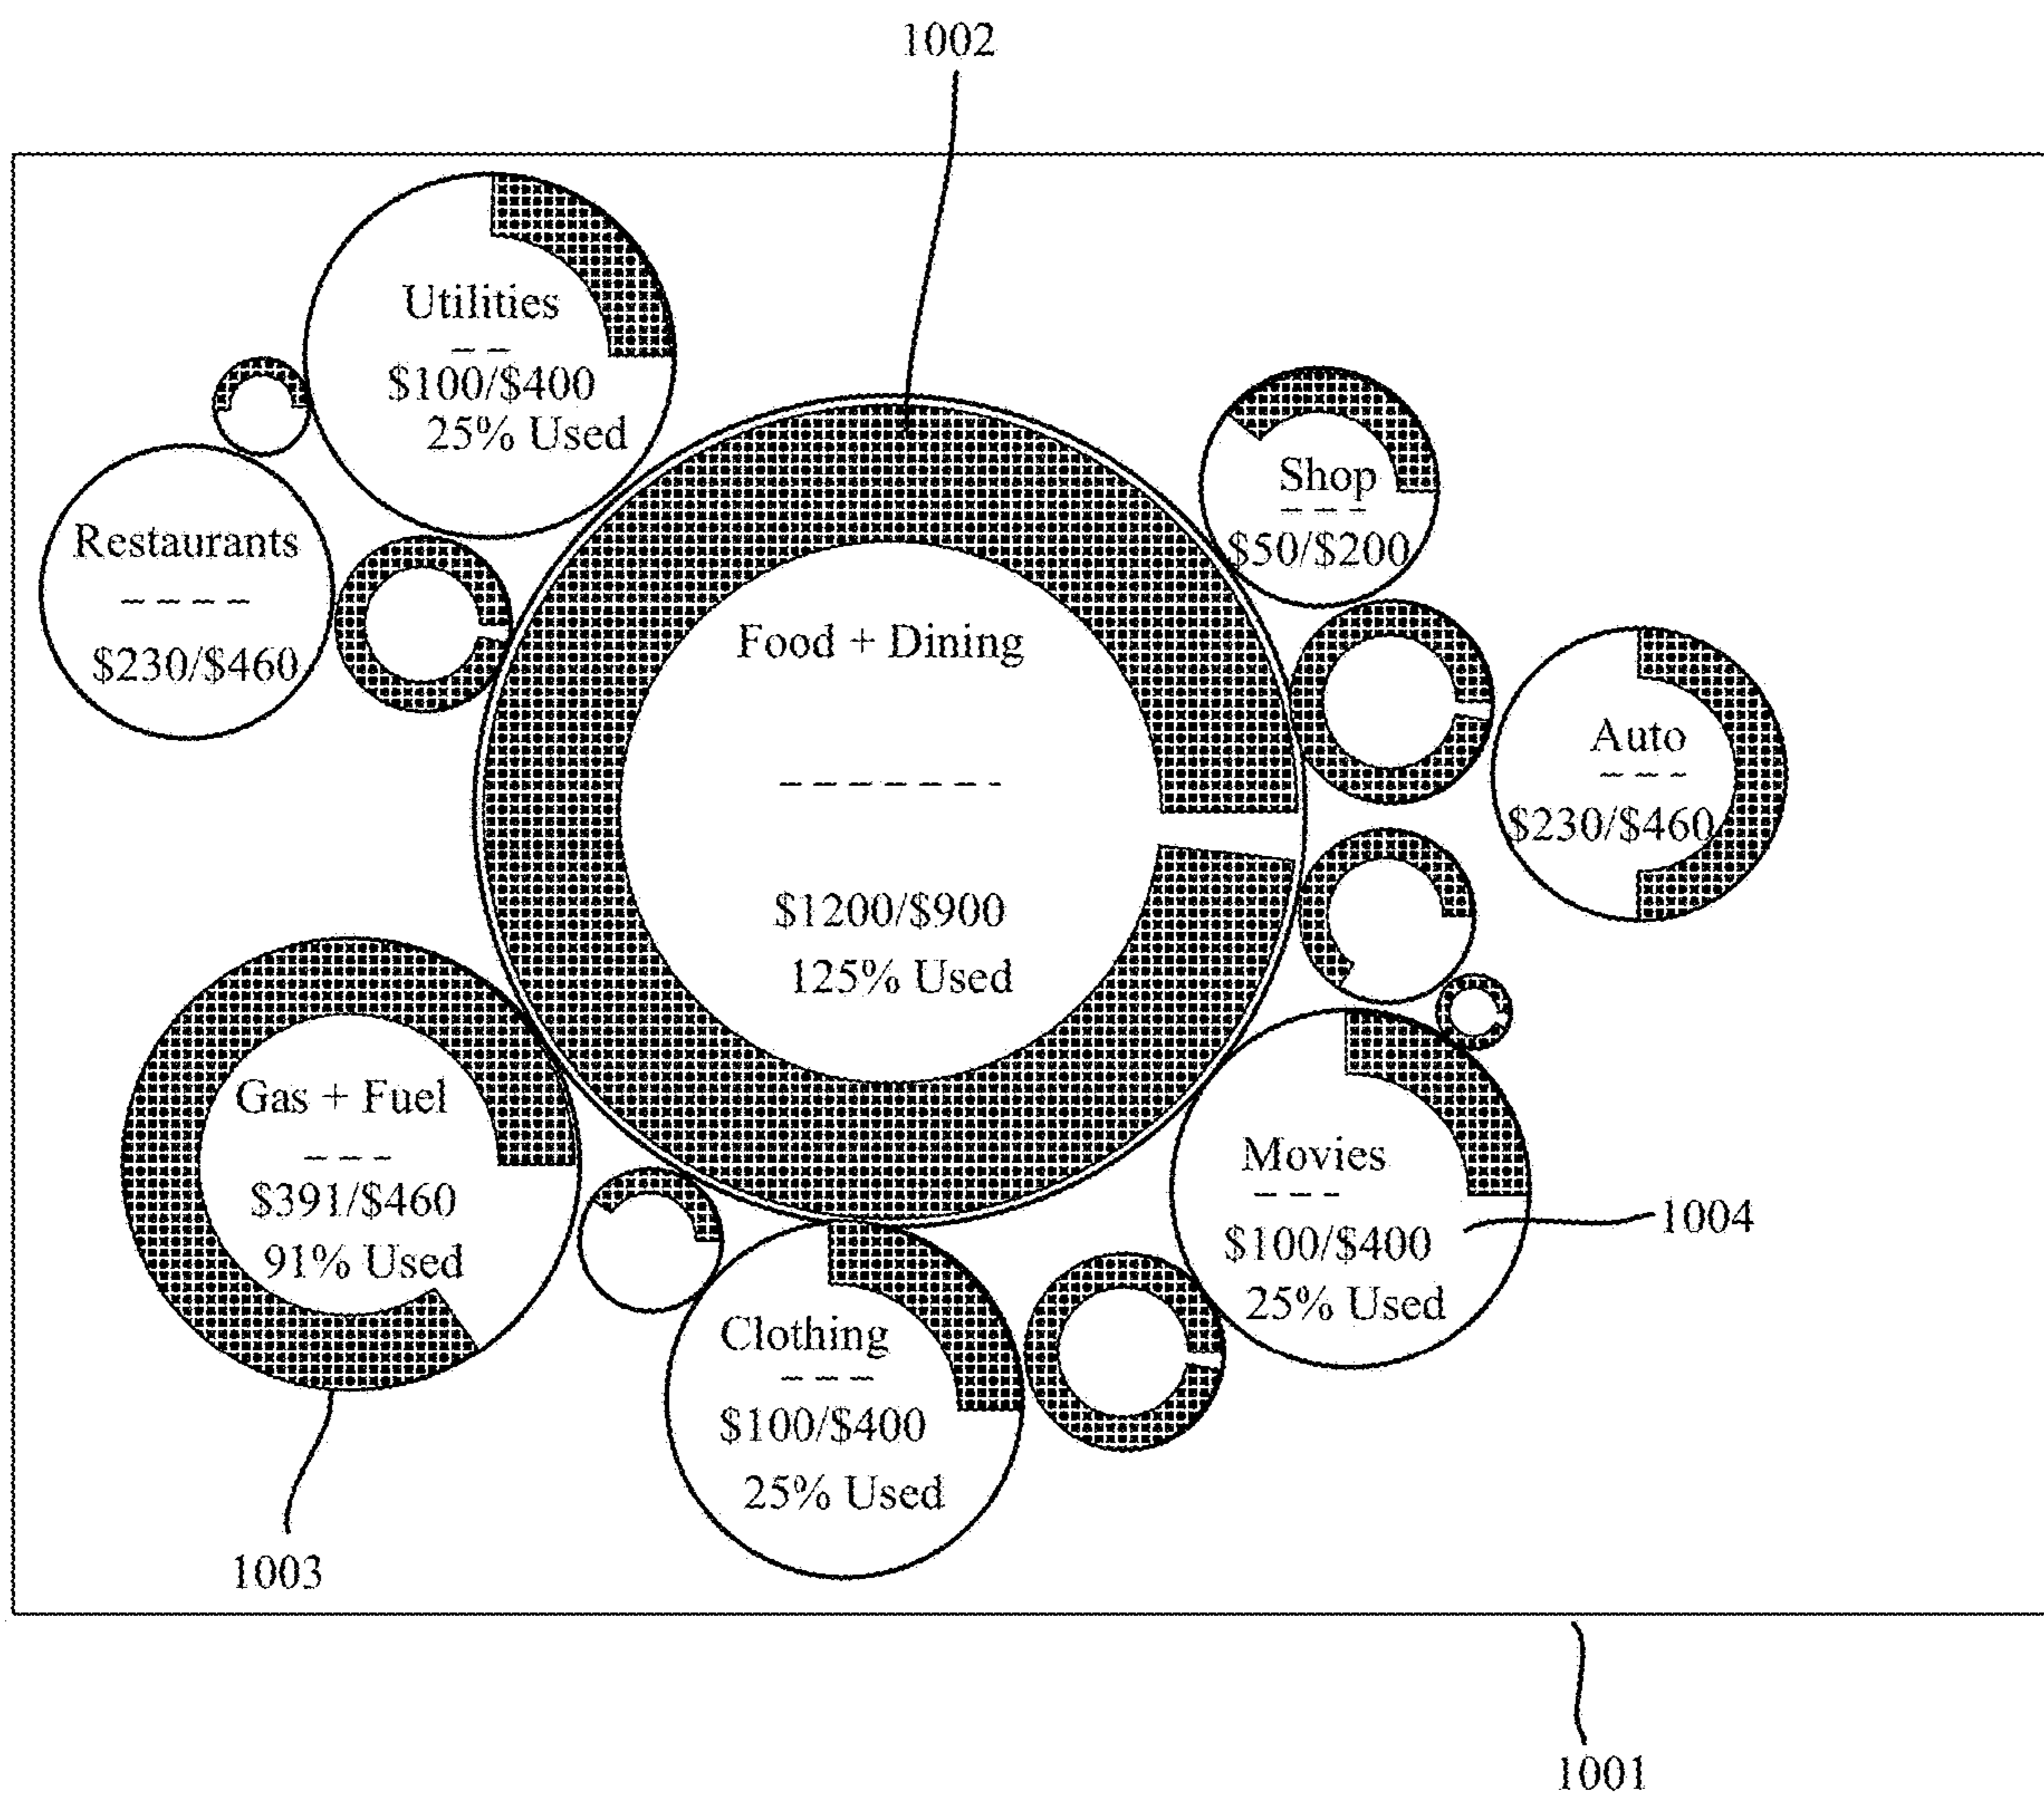 1002
Utilities
$100/$400
25% Used
Shop
$50/$200
Restaurants
$230/$460
Food + Dining
$1200/$900
125% Used
Auto
$230/$460
Gas + Fuel
$391/$460
91% Used
Movies
$100/$400
25% Used
1004
Clothing
$100/$400
25% Used
1003
1001